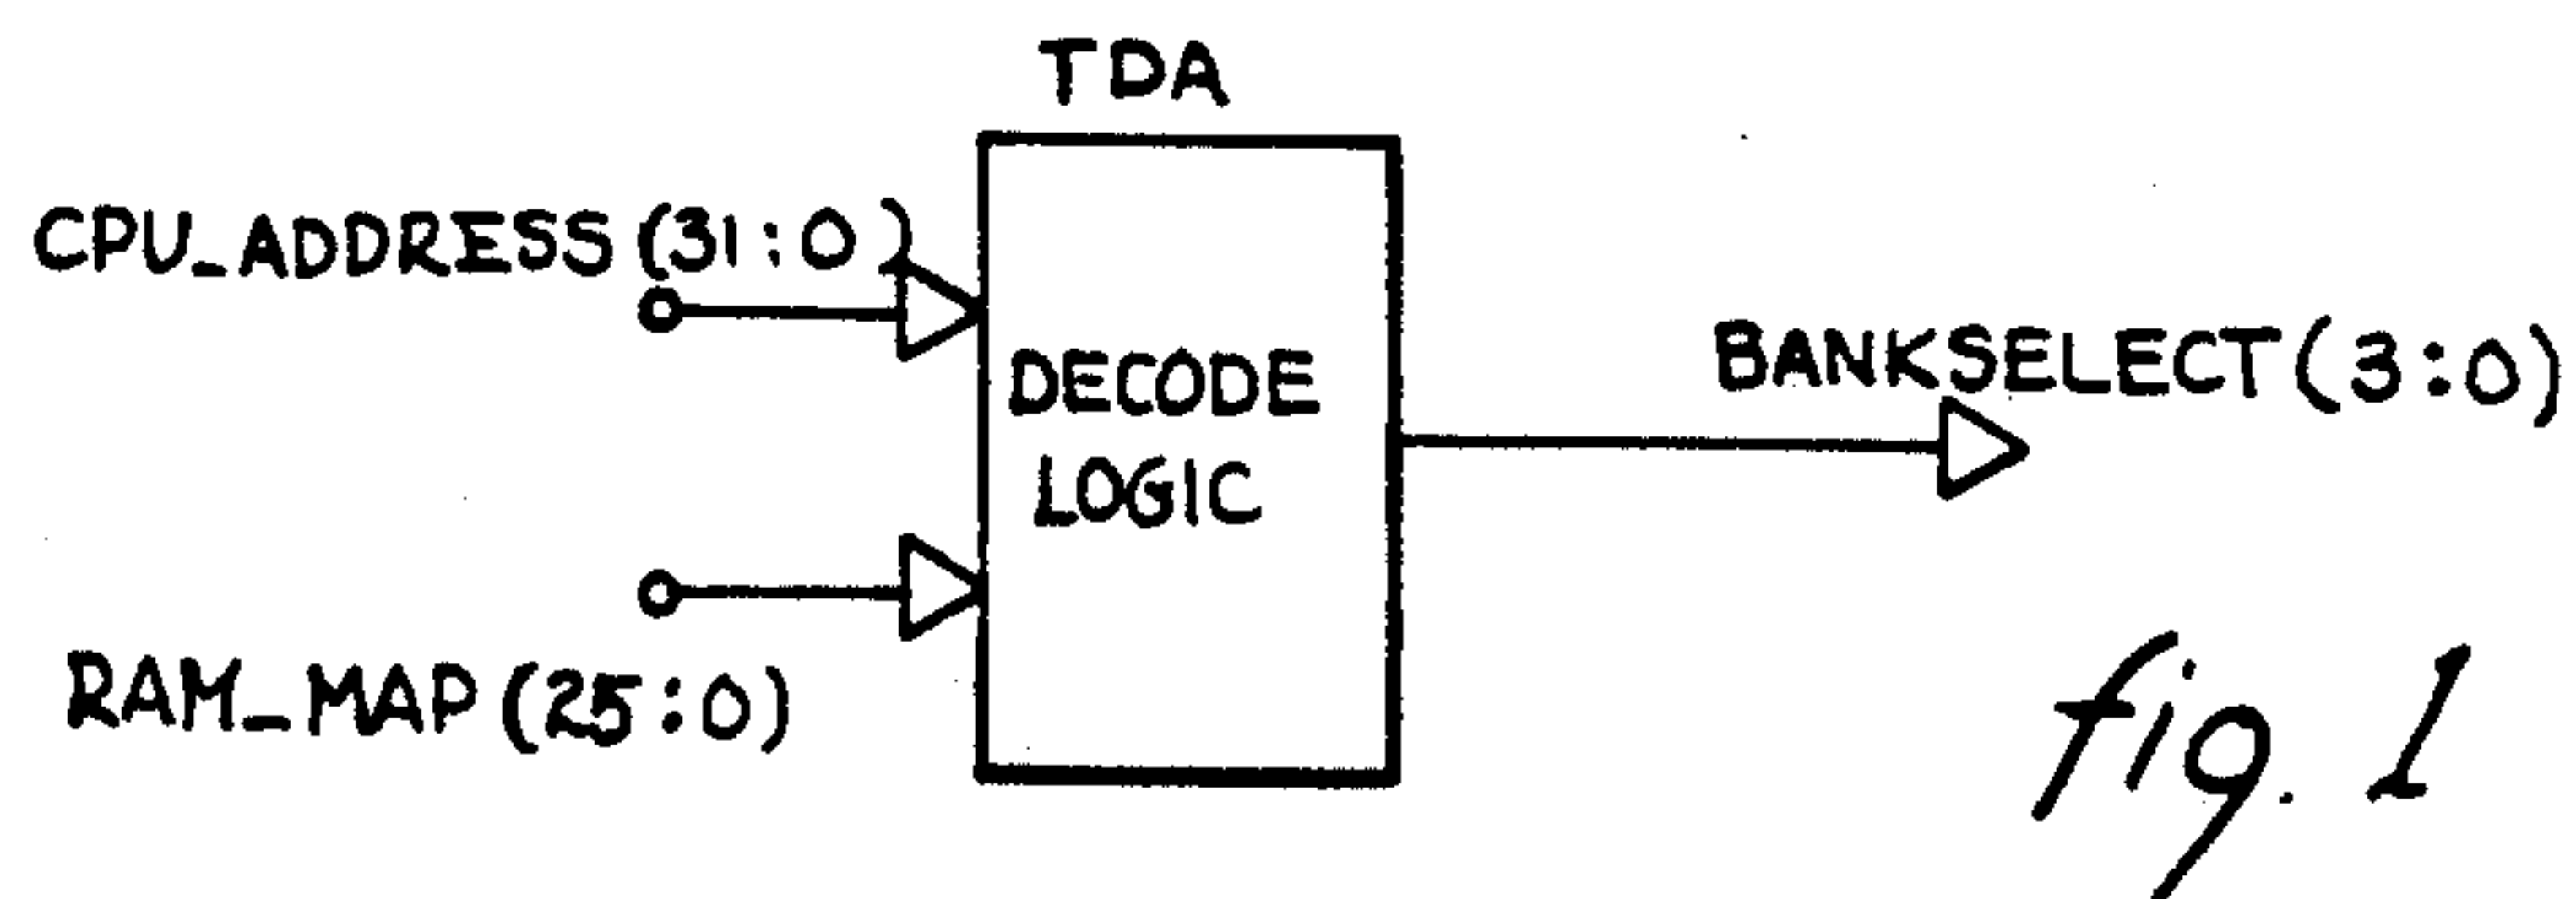 TDA
CPU_ADDRESS (31:0)
DECODE
LOGIC
BANKSELECT (3:0)
RAM_MAP (25:0)
fig. 1